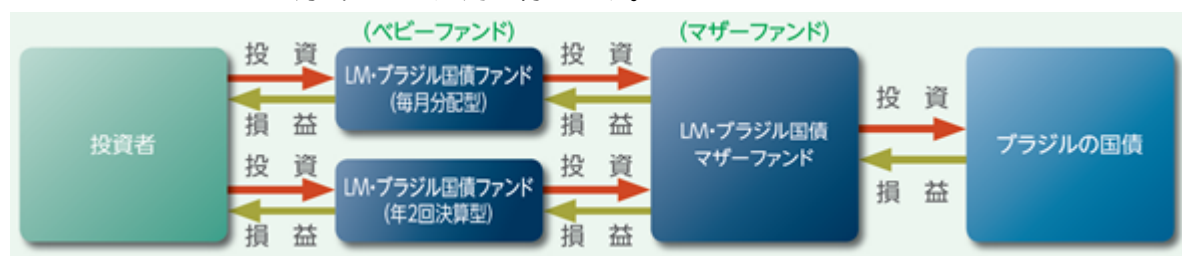 (ベビーファンド)
(マザーファンド)
投資者
投 資
損 益
投 資
損 益
LM・ブラジル国債ファンド
(毎月分配型)
LM・ブラジル国債ファンド
(年2回決算型)
投 資
損 益
投 資
損 益
LM・ブラジル国債
マザーファンド
投 資
損 益
ブラジルの国債